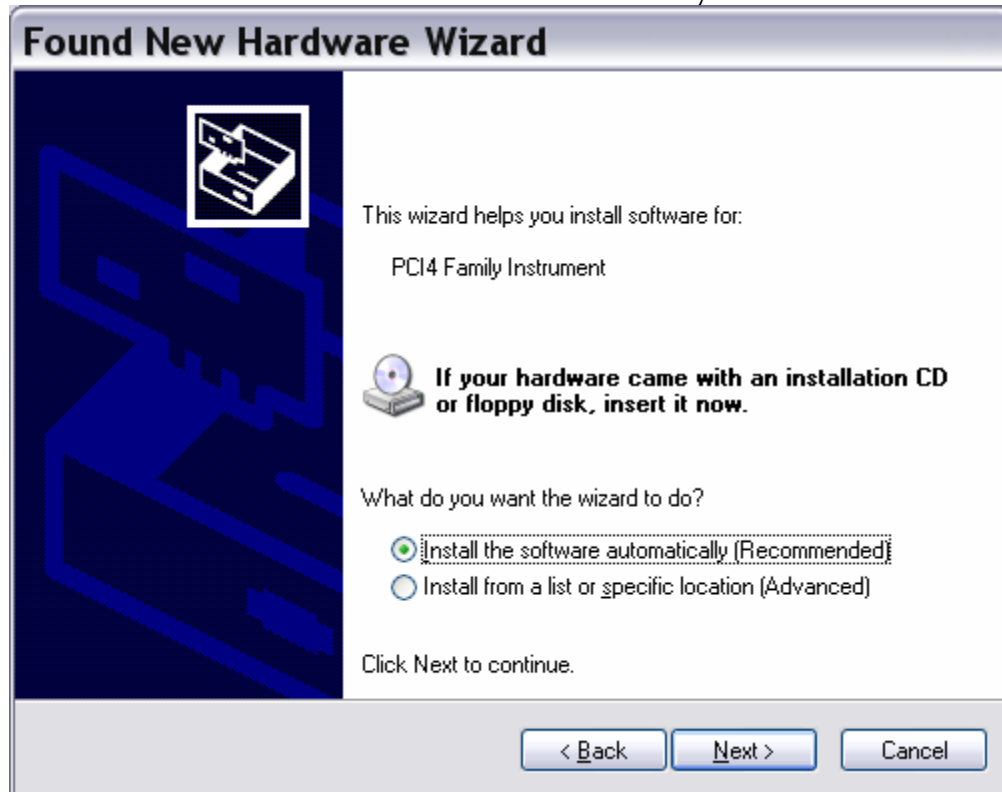 Found New Hardware Wizard
This wizard helps you install software for:
PCI4 Family Instrument
If your hardware came with an installation CD
or floppy disk, insert it now.
What do you want the wizard to do?
Install the software automatically (Recommended)
Install from a list or specific location (Advanced)
Click Next to continue.
< Back
Next >
Cancel